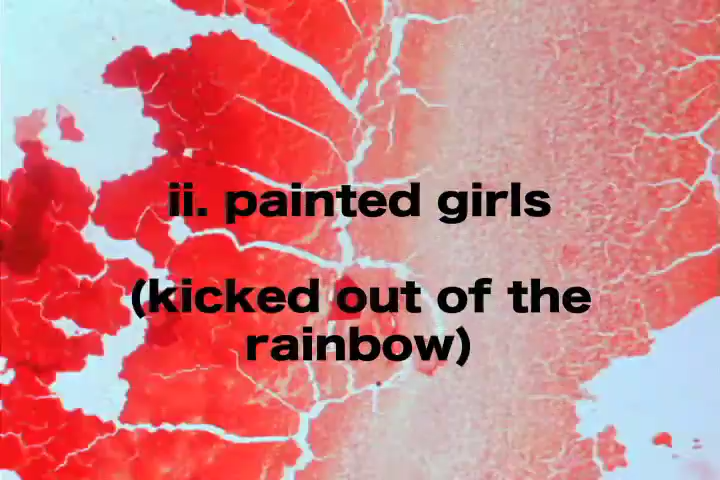 ii. painted girls
(kicked out of the
rainbow)